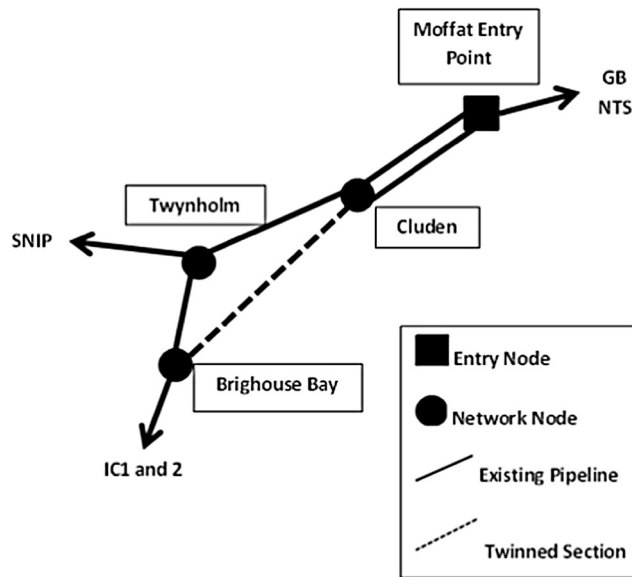 Moffat Entry
Point
GB
NTS
Twynholm
SNIP
Cluden
Brighouse Bay
IC1 and 2
Entry Node
Network Node
Existing Pipeline
Twinned Section